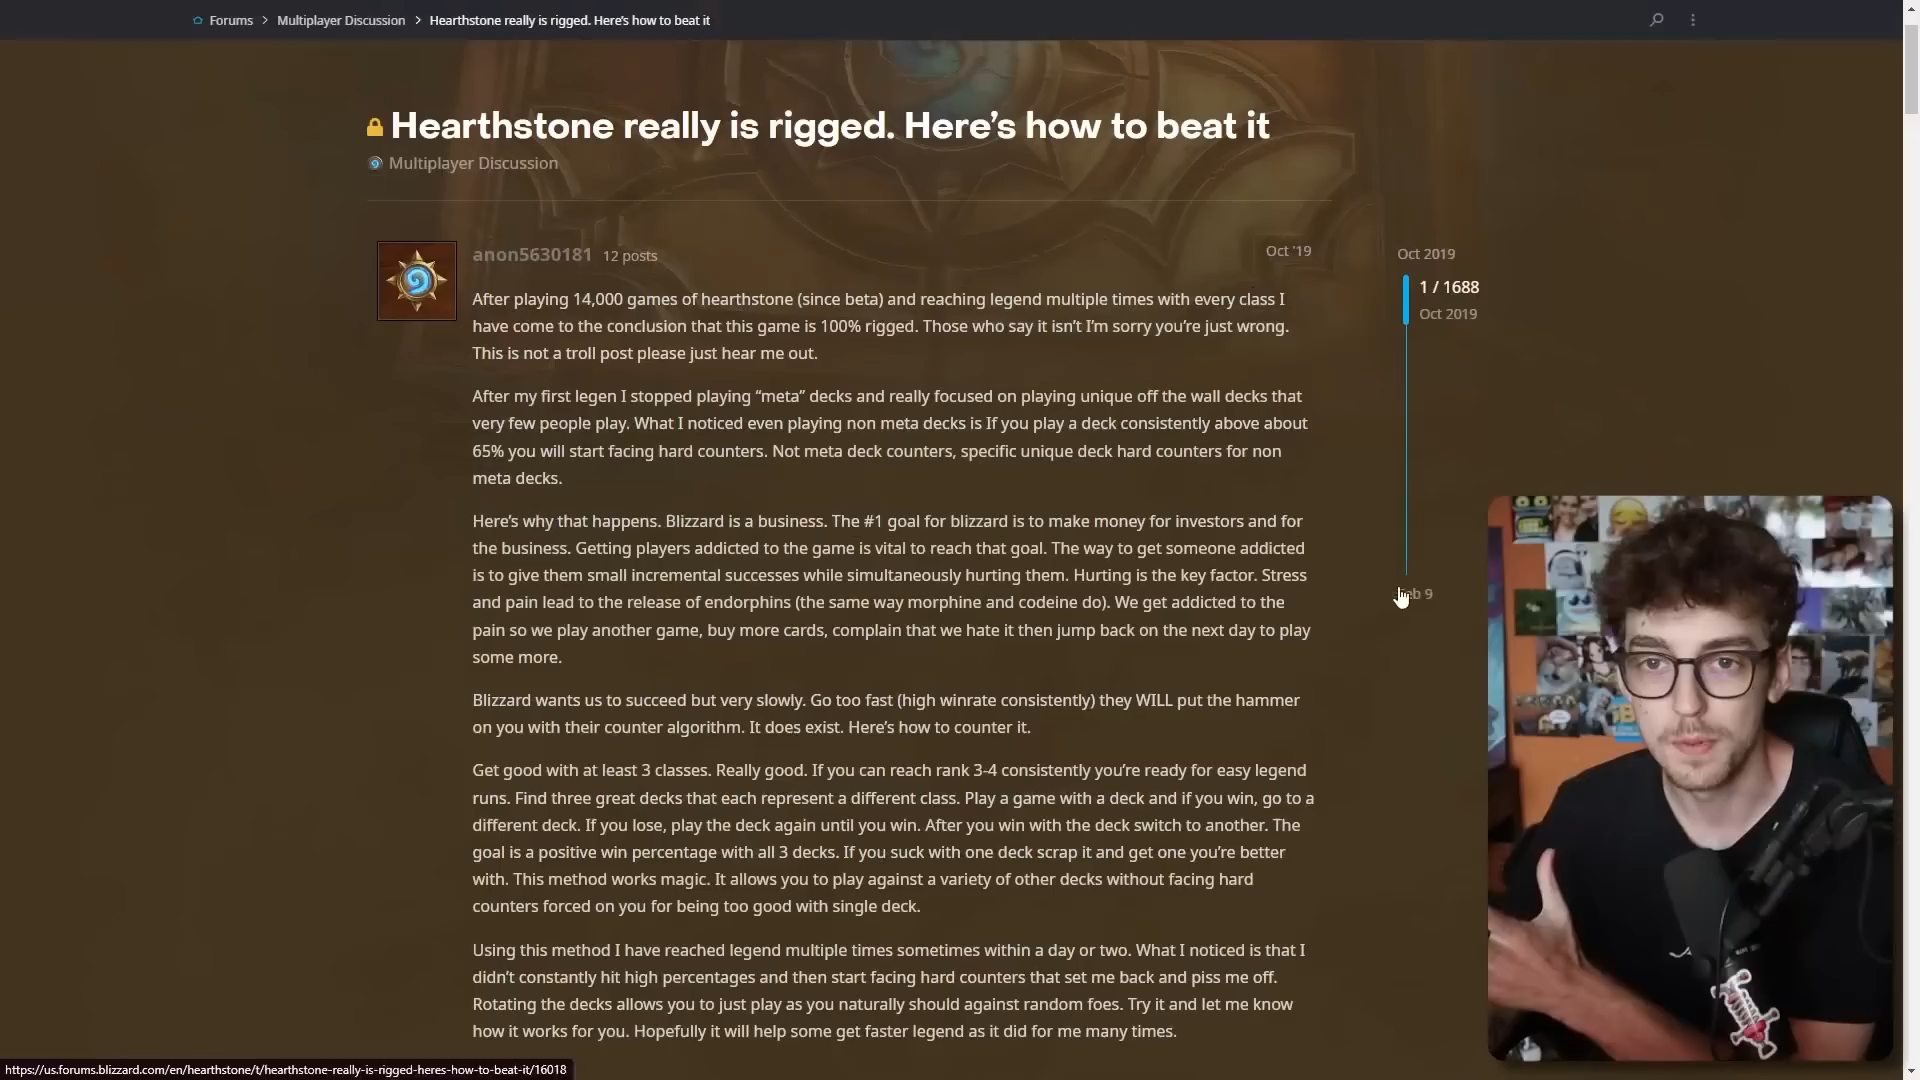 Forums > Multiplayer Discussion > Hearthstone really is rigged. Here's how to beat it
Hearthstone really is rigged. Here's how to beat it
Multiplayer Discussion
anon5630181 12 posts
Oct '19
After playing 14,000 games of hearthstone (since beta) and reaching legend multiple times with every class I
have come to the conclusion that this game is 100% rigged. Those who say it isn't I'm sorry you're just wrong.
This is not a troll post please just hear me out.
After my first legen I stopped playing “meta” decks and really focused on playing unique off the wall decks that
very few people play. What I noticed even playing non meta decks is If you play a deck consistently above about
65% you will start facing hard counters. Not meta deck counters, specific unique deck hard counters for non
meta decks.
Here's why that happens. Blizzard is a business. The #1 goal for blizzard is to make money for investors and for
the business. Getting players addicted to the game is vital to reach that goal. The way to get someone addicted
is to give them small incremental successes while simultaneously hurting them. Hurting is the key factor. Stress
and pain lead to the release of endorphins (the same way morphine and codeine do). We get addicted to the
pain so we play another game, buy more cards, complain that we hate it then jump back on the next day to play
some more.
Blizzard wants us to succeed but very slowly. Go too fast (high winrate consistently) they WILL put the hammer
on you with their counter algorithm. It does exist. Here's how to counter it.
Get good with at least 3 classes. Really good. If you can reach rank 3-4 consistently you're ready for easy legend
runs. Find three great decks that each represent a different class. Play a game with a deck and if you win, go to a
different deck. If you lose, play the deck again until you win. After you win with the deck switch to another. The
goal is a positive win percentage with all 3 decks. If you suck with one deck scrap it and get one you're better
with. This method works magic. It allows you to play against a variety of other decks without facing hard
counters forced on you for being too good with single deck.
Using this method I have reached legend multiple times sometimes within a day or two. What I noticed is that I
didn't constantly hit high percentages and then start facing hard counters that set me back and piss me off.
Rotating the decks allows you to just play as you naturally should against random foes. Try it and let me know
how it works for you. Hopefully it will help some get faster legend as it did for me many times.
Oct 2019
1 / 1688
Oct 2019
9
https://us.forums.blizzard.com/en/hearthstone/t/hearthstone-really-is-rigged-heres-how-to-beat-it/16018